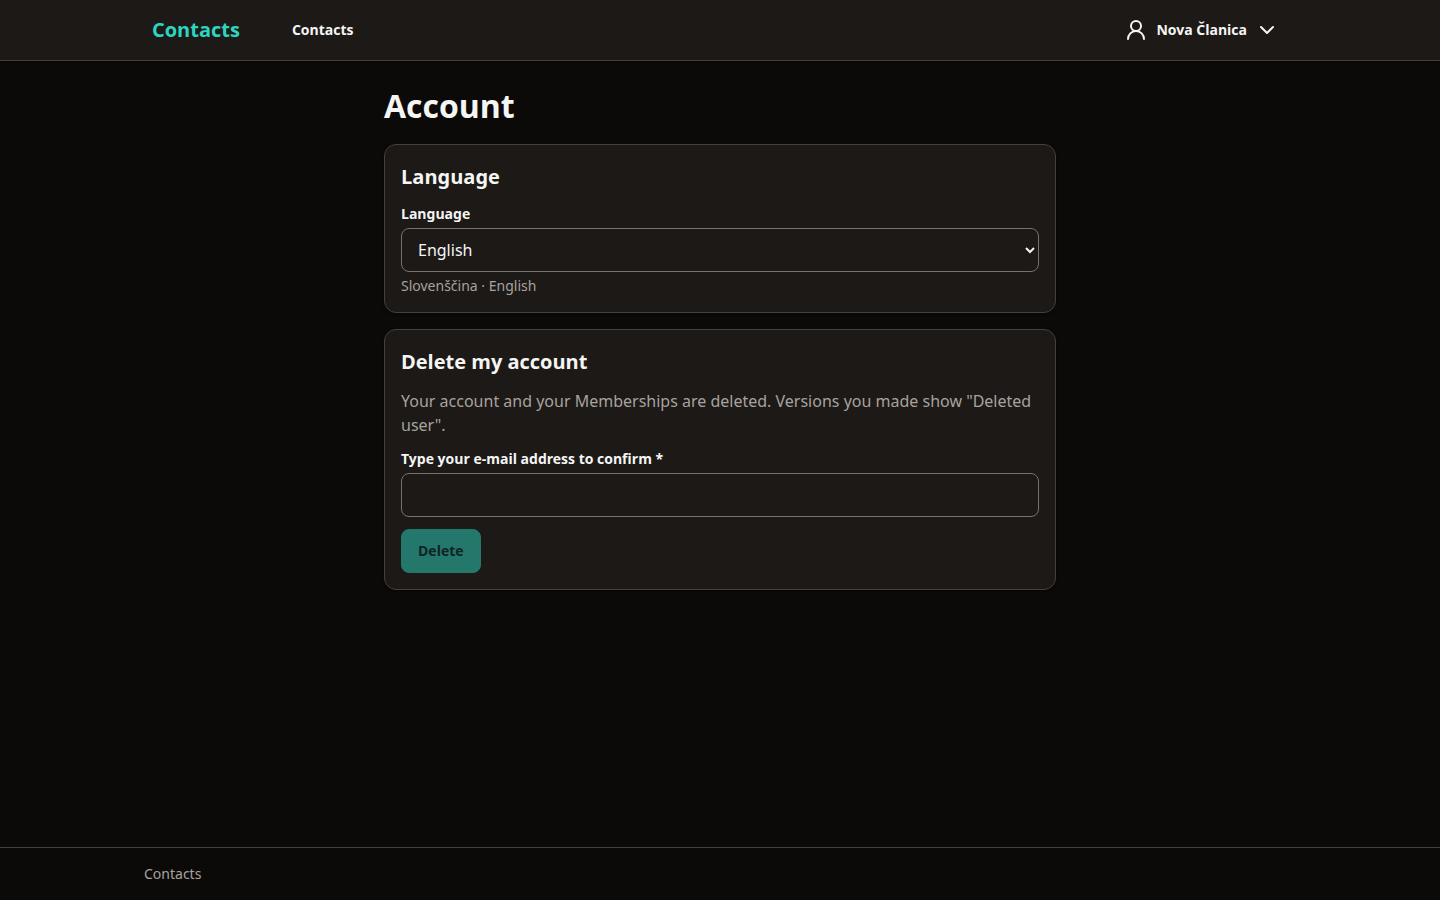 Contacts
Contacts
Nova Članica
Account
Language
Language
English
Slovenščina · English
Delete my account
Your account and your Memberships are deleted. Versions you made show "Deleted
user".
Type your e-mail address to confirm *
Delete
Contacts